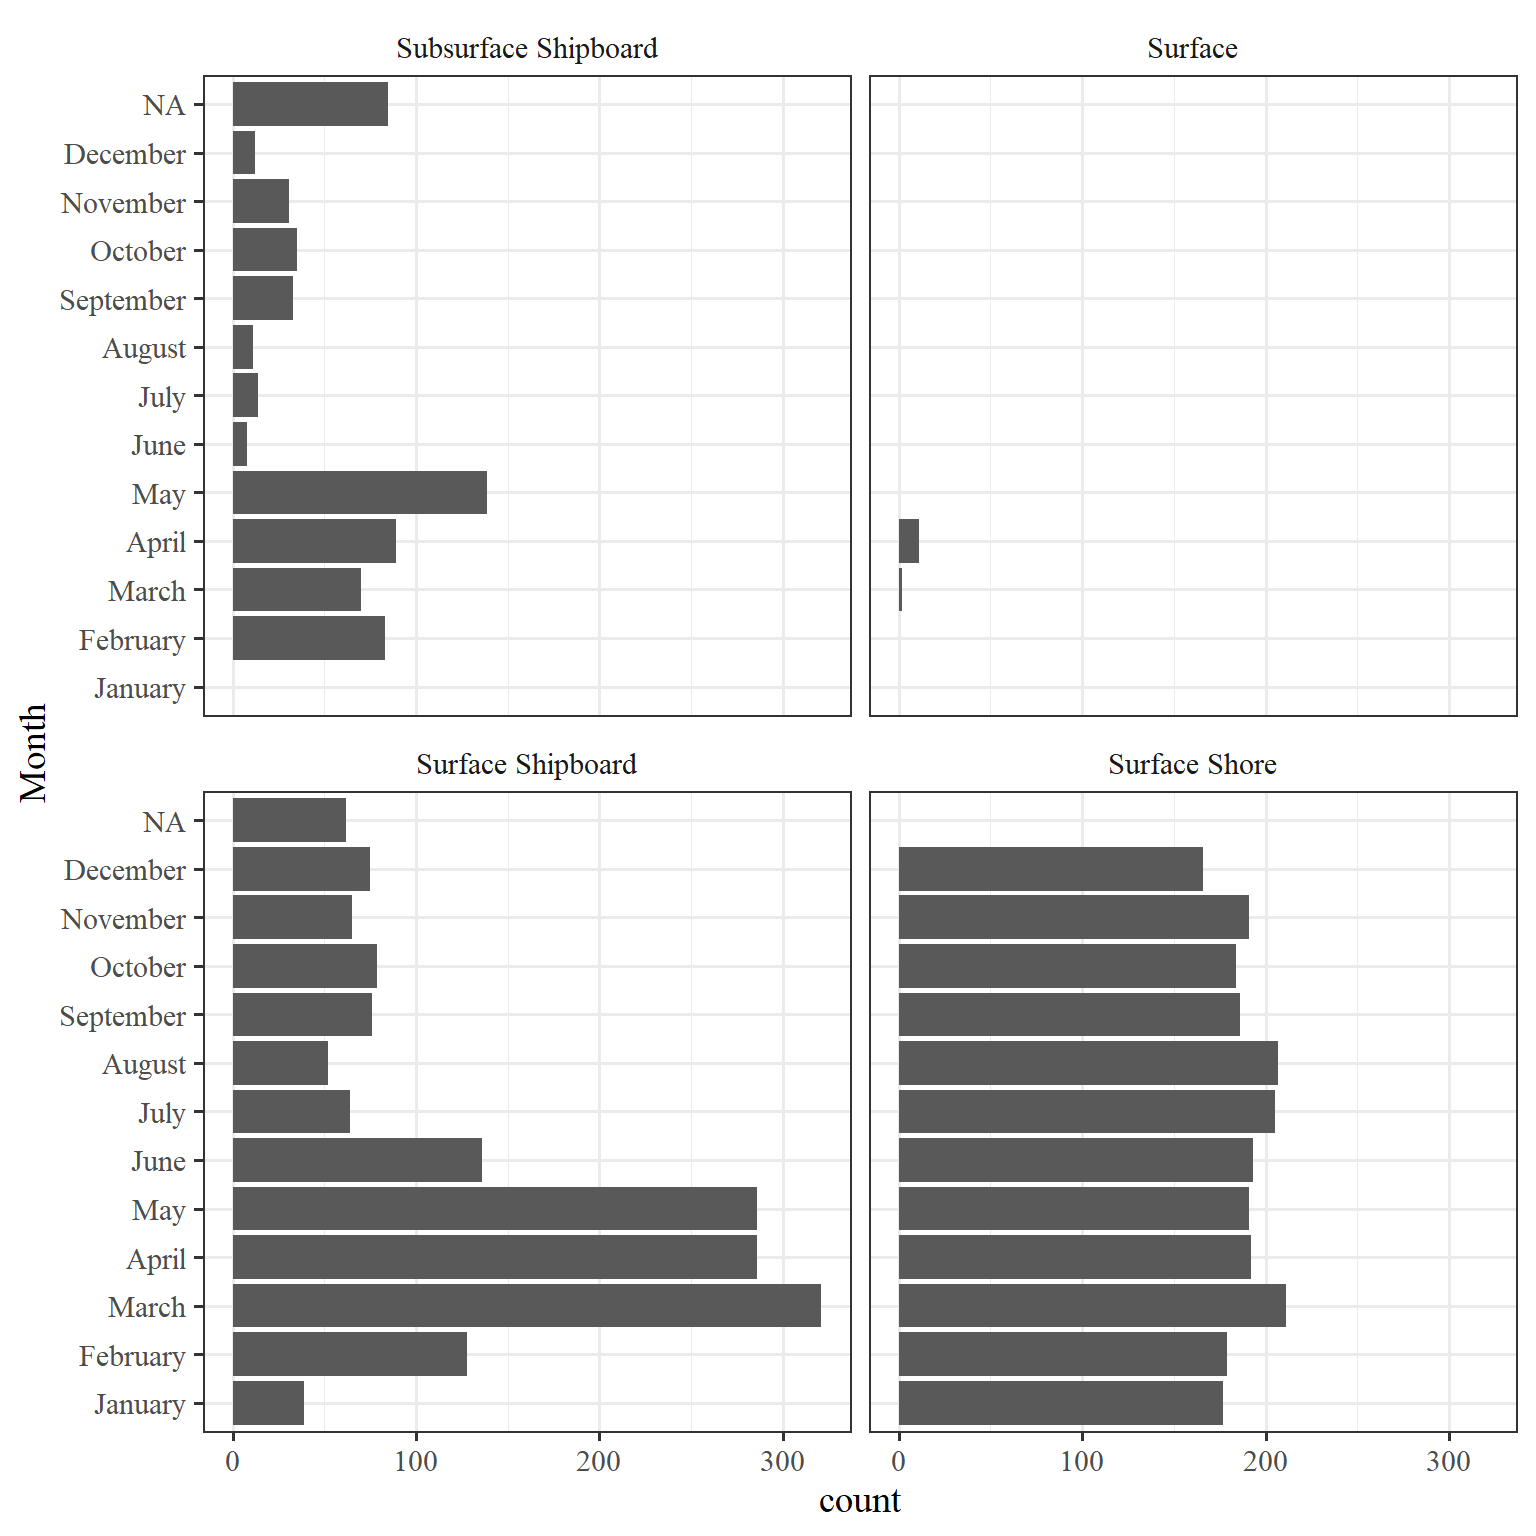 Subsurface Shipboard
Surface
NA
December
November
October
September
August
July
June
May
April
March
February
January
Month
Surface Shipboard
Surface Shore
NA
December
November
October
September
August
July
June
May
April
March
February
January
0 100 200 300
0 100 200 300
count